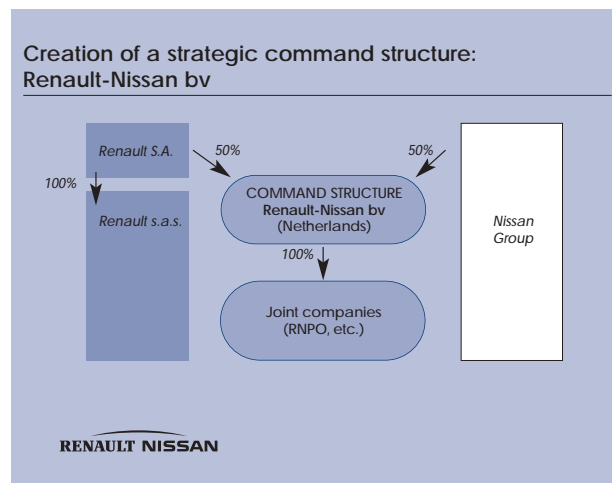 Creation of a strategic command structure:
Renault-Nissan bv
Renault S.A.
50%
50%
100%
COMMAND STRUCTURE
Renault-Nissan bv
(Netherlands)
Renault s.a.s.
Nissan
Group
100%
Joint companies
(RNPO, etc.)
RENAULT NISSAN